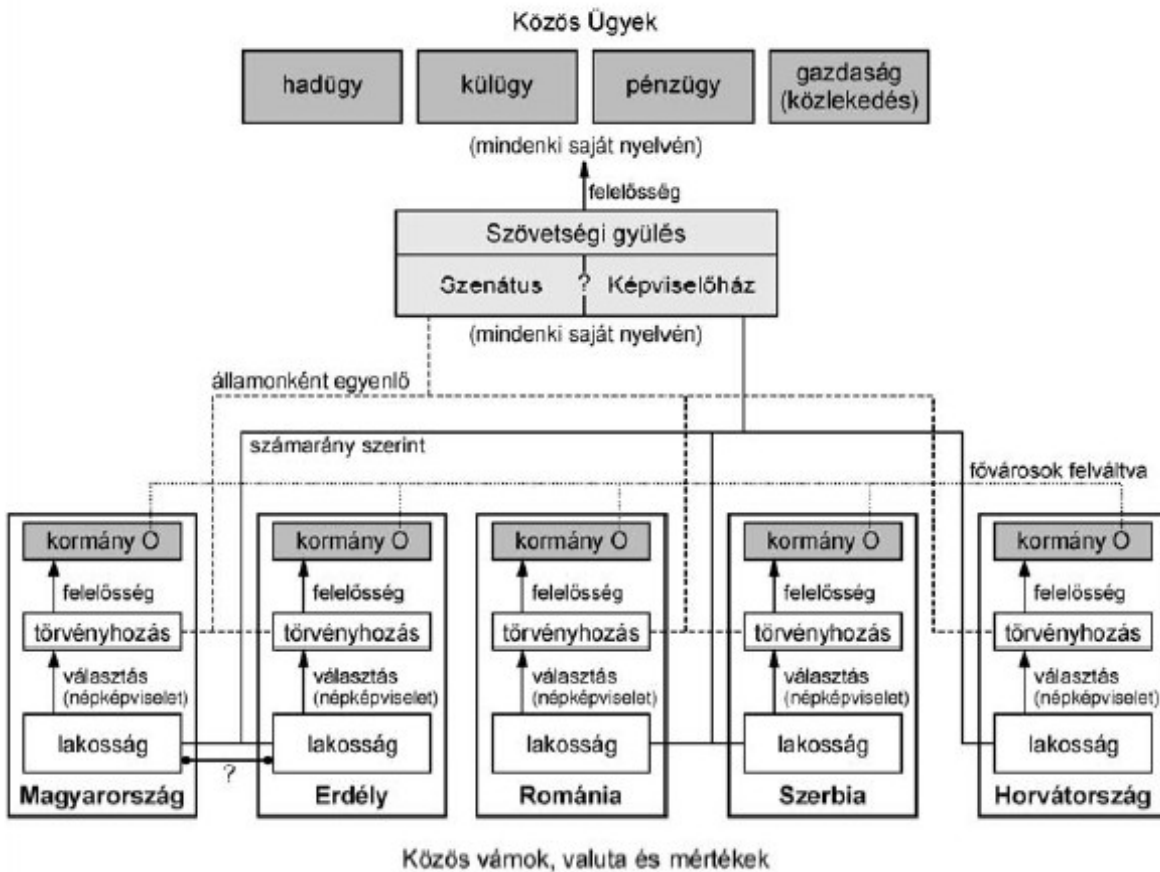 Közös Ügyek
hadügy
külügy
pénzügy
gazdaság
(közlekedés)
(mindenki saját nyelvén)
felelősség
Szövetségi gyülés
Szenátus ? Képviselőház
(mindenki saját nyelvén)
államonként egyenlő
számarány szerint
fővárosok felváltva
kormány O
felelősség
törvényhozás
választás
(népképviselet)
lakosság
Magyarország
?
kormány O
felelősség
törvényhozás
választás
(népképviselet)
lakosság
Erdély
kormány O
felelősség
törvényhozás
választás
(népképviselet)
lakosság
Románia
kormány O
felelősség
törvényhozás
választás
(népképviselet)
lakosság
Szerbia
kormány O
felelősség
törvényhozás
választás
(népképviselet)
lakosság
Horvátország
Közös vámok, valuta és mértékek